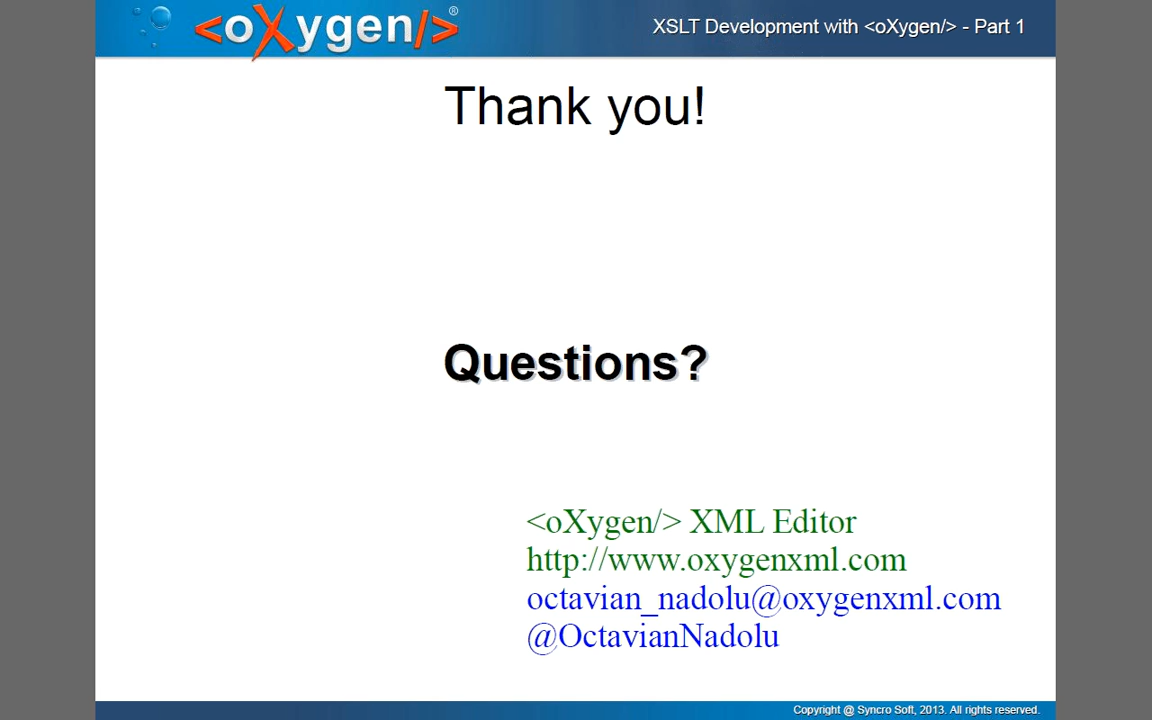 <oXygen/>®
XSLT Development with <oXygen/> - Part 1
Thank you!
Questions?
<oXygen/> XML Editor
http://www.oxygenxml.com
octavian_nadolu@oxygenxml.com
@OctavianNadolu
Copyright @ Syncro Soft, 2013. All rights reserved.